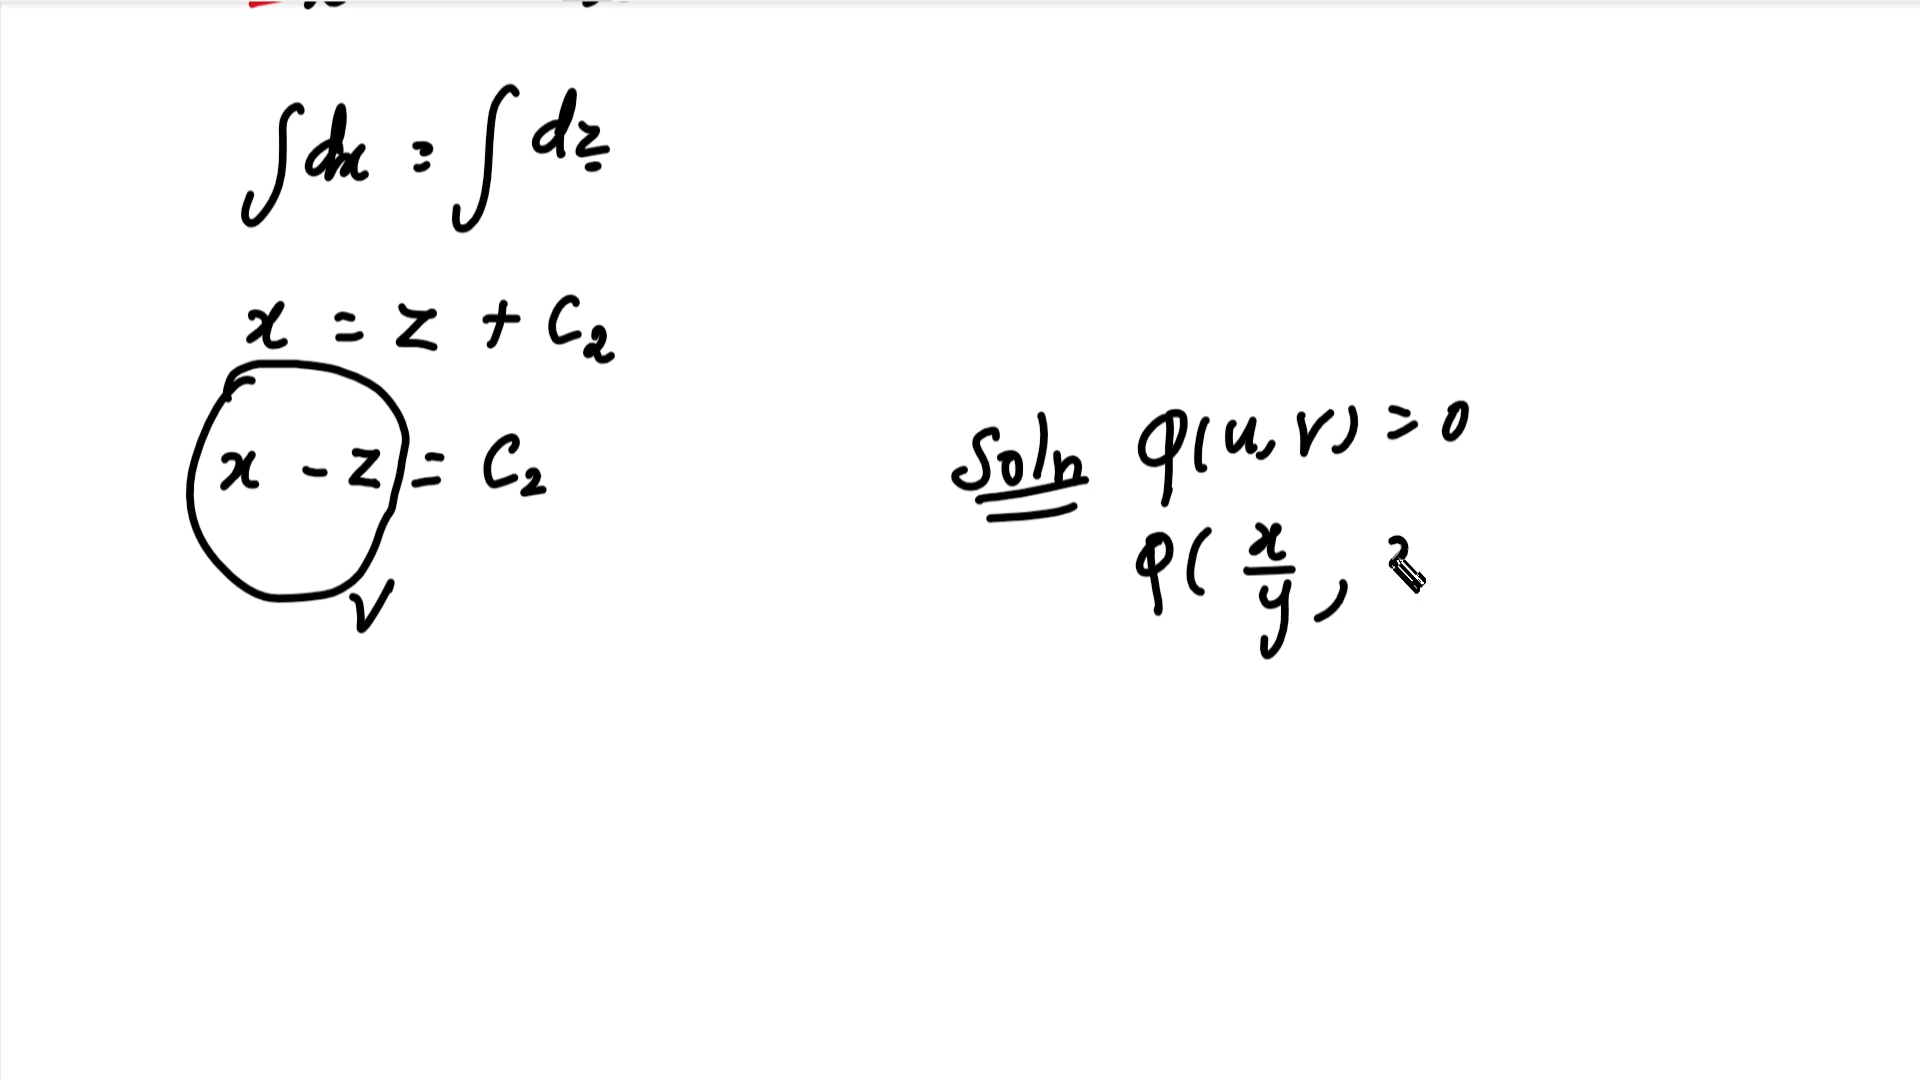 ∫dx = ∫dz
x = z + C₂
x - z = C₂
v
Soln φ(u, v) = 0
φ( x/y ,